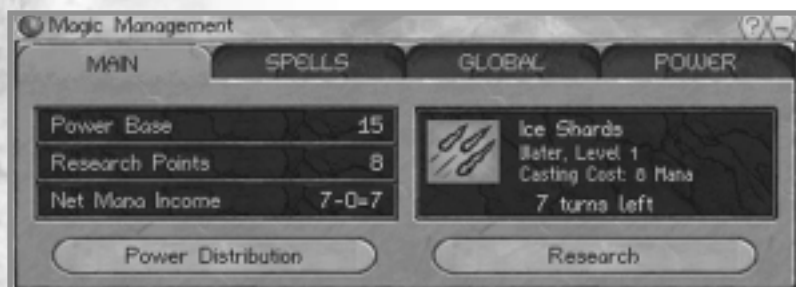 Magic Management
MAIN SPELLS GLOBAL POWER
Power Base 15
Research Points 8
Net Mana Income 7-0=7
Ice Shards
Water, Level 1
Casting Cost: 8 Mana
7 turns left
Power Distribution
Research